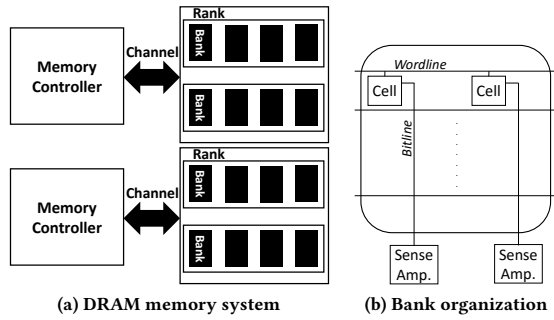 Rank
Bank
Channel
Memory
Controller
Bank
Rank
Bank
Channel
Memory
Controller
Bank
(a) DRAM memory system
Wordline
Cell
Cell
Bitline
Sense
Amp.
Sense
Amp.
(b) Bank organization